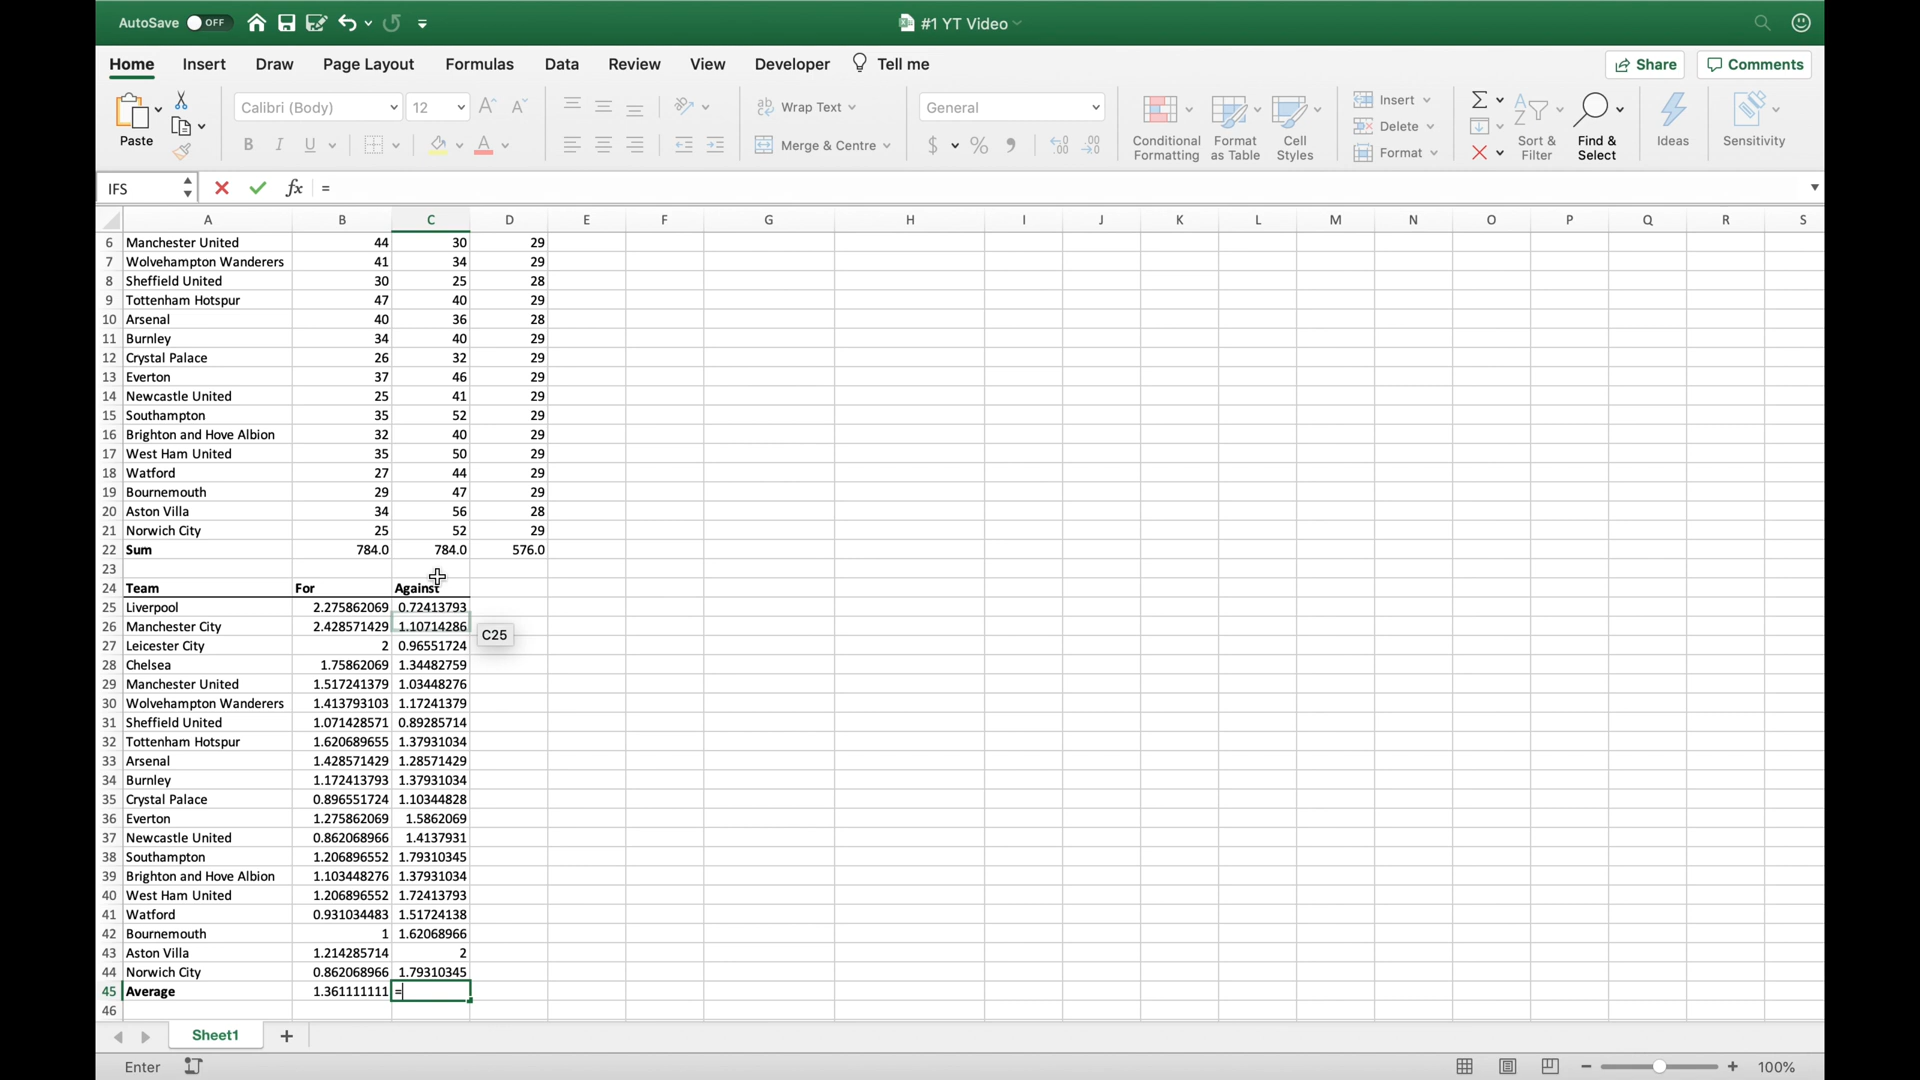 AutoSave OFF #1 YT Video
Home Insert Draw Page Layout Formulas Data Review View Developer Tell me Share Comments
Paste Calibri (Body) 12 Wrap Text General Insert
Delete
B I U Merge & Centre $ % Conditional Formatting Format as Table Cell Styles Format Sort & Filter Find & Select Ideas Sensitivity
IFS fx =
A B C D E F G H I J K L M N O P Q R S
6 Manchester United 44 30 29
7 Wolvehampton Wanderers 41 34 29
8 Sheffield United 30 25 28
9 Tottenham Hotspur 47 40 29
10 Arsenal 40 36 28
11 Burnley 34 40 29
12 Crystal Palace 26 32 29
13 Everton 37 46 29
14 Newcastle United 25 41 29
15 Southampton 35 52 29
16 Brighton and Hove Albion 32 40 29
17 West Ham United 35 50 29
18 Watford 27 44 29
19 Bournemouth 29 47 29
20 Aston Villa 34 56 28
21 Norwich City 25 52 29
22 Sum 784.0 784.0 576.0
23
24 Team For Against
25 Liverpool 2.275862069 0.72413793
26 Manchester City 2.428571429 1.10714286 C25
27 Leicester City 2 0.96551724
28 Chelsea 1.75862069 1.34482759
29 Manchester United 1.517241379 1.03448276
30 Wolvehampton Wanderers 1.413793103 1.17241379
31 Sheffield United 1.071428571 0.89285714
32 Tottenham Hotspur 1.620689655 1.37931034
33 Arsenal 1.428571429 1.28571429
34 Burnley 1.172413793 1.37931034
35 Crystal Palace 0.896551724 1.10344828
36 Everton 1.275862069 1.5862069
37 Newcastle United 0.862068966 1.4137931
38 Southampton 1.206896552 1.79310345
39 Brighton and Hove Albion 1.103448276 1.37931034
40 West Ham United 1.206896552 1.72413793
41 Watford 0.931034483 1.51724138
42 Bournemouth 1 1.62068966
43 Aston Villa 1.214285714 2
44 Norwich City 0.862068966 1.79310345
45 Average 1.361111111 =
46
Sheet1 +
Enter 100%